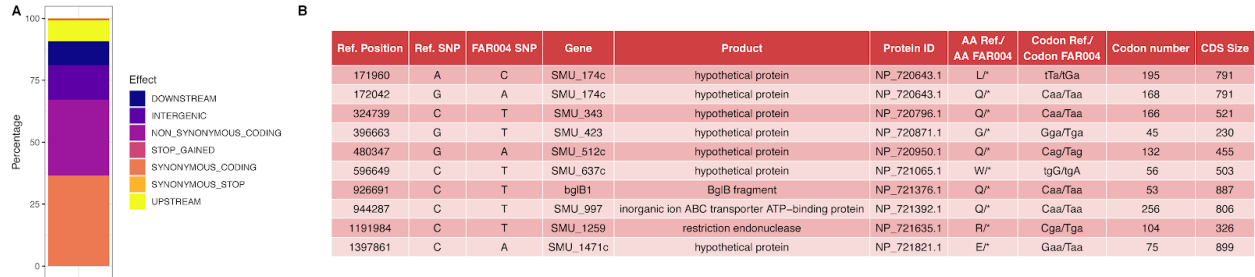 A
100
75
50
25
0
Percentage
Effect
DOWNSTREAM
INTERGENIC
NON_SYNONYMOUS_CODING
STOP_GAINED
SYNONYMOUS_CODING
SYNONYMOUS_STOP
UPSTREAM
B
Ref. Position Ref. SNP FAR004 SNP Gene Product Protein ID AA Ref./ AA FAR004 Codon Ref./ Codon FAR004 Codon number CDS Size
171960 A C SMU_174c hypothetical protein NP_720643.1 L/* tTa/tGa 195 791
172042 G A SMU_174c hypothetical protein NP_720643.1 Q/* Caa/Taa 168 791
324739 C T SMU_343 hypothetical protein NP_720796.1 Q/* Caa/Taa 166 521
396663 G T SMU_423 hypothetical protein NP_720871.1 G/* Gga/Tga 45 230
480347 G A SMU_512c hypothetical protein NP_720950.1 Q/* Cag/Tag 132 455
596649 C T SMU_637c hypothetical protein NP_721065.1 W/* tgG/tgA 56 503
926691 C T bglB1 BglB fragment NP_721376.1 Q/* Caa/Taa 53 887
944287 C T SMU_997 inorganic ion ABC transporter ATP−binding protein NP_721392.1 Q/* Caa/Taa 256 806
1191984 C T SMU_1259 restriction endonuclease NP_721635.1 R/* Cga/Tga 104 326
1397861 C A SMU_1471c hypothetical protein NP_721821.1 E/* Gaa/Taa 75 899